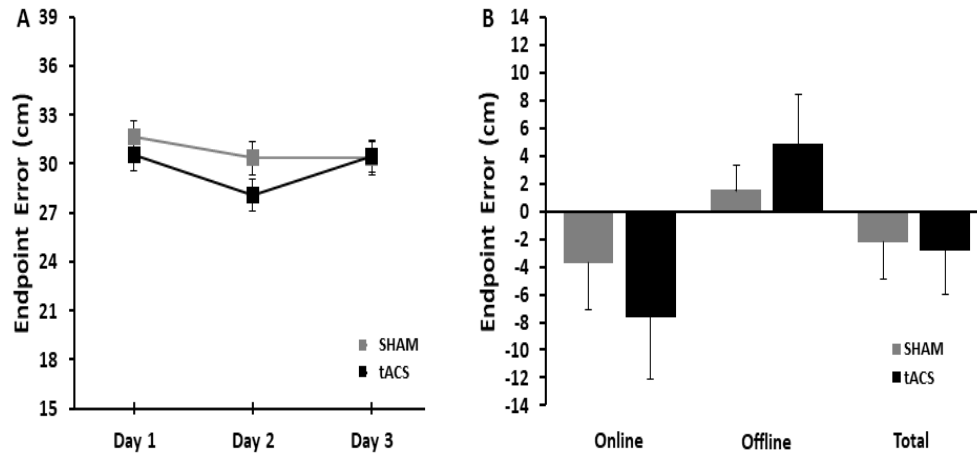 A
Endpoint Error (cm)
39
36
33
30
27
24
21
18
15
SHAM
tACS
Day 1 Day 2 Day 3
B
Endpoint Error (cm)
14
12
10
8
6
4
2
0
-2
-4
-6
-8
-10
-12
-14
SHAM
tACS
Online Offline Total